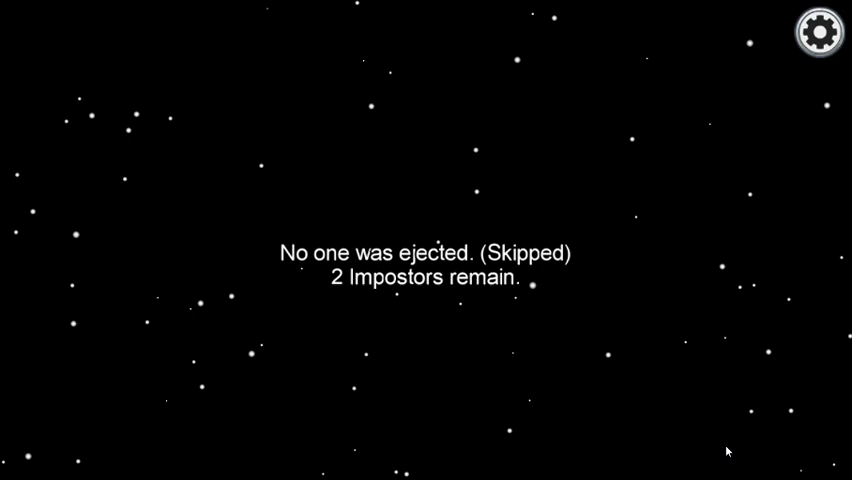 No one was ejected. (Skipped)
2 Impostors remain.